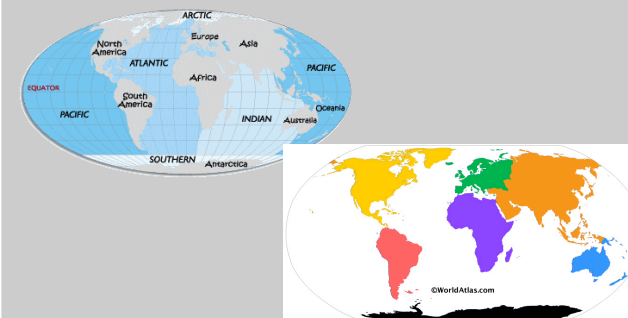 ARCTIC
North
America
Europe
Asia
ATLANTIC
PACIFIC
Africa
EQUATOR
South
America
Oceania
PACIFIC
INDIAN
Australia
SOUTHERN
Antarctica
©WorldAtlas.com